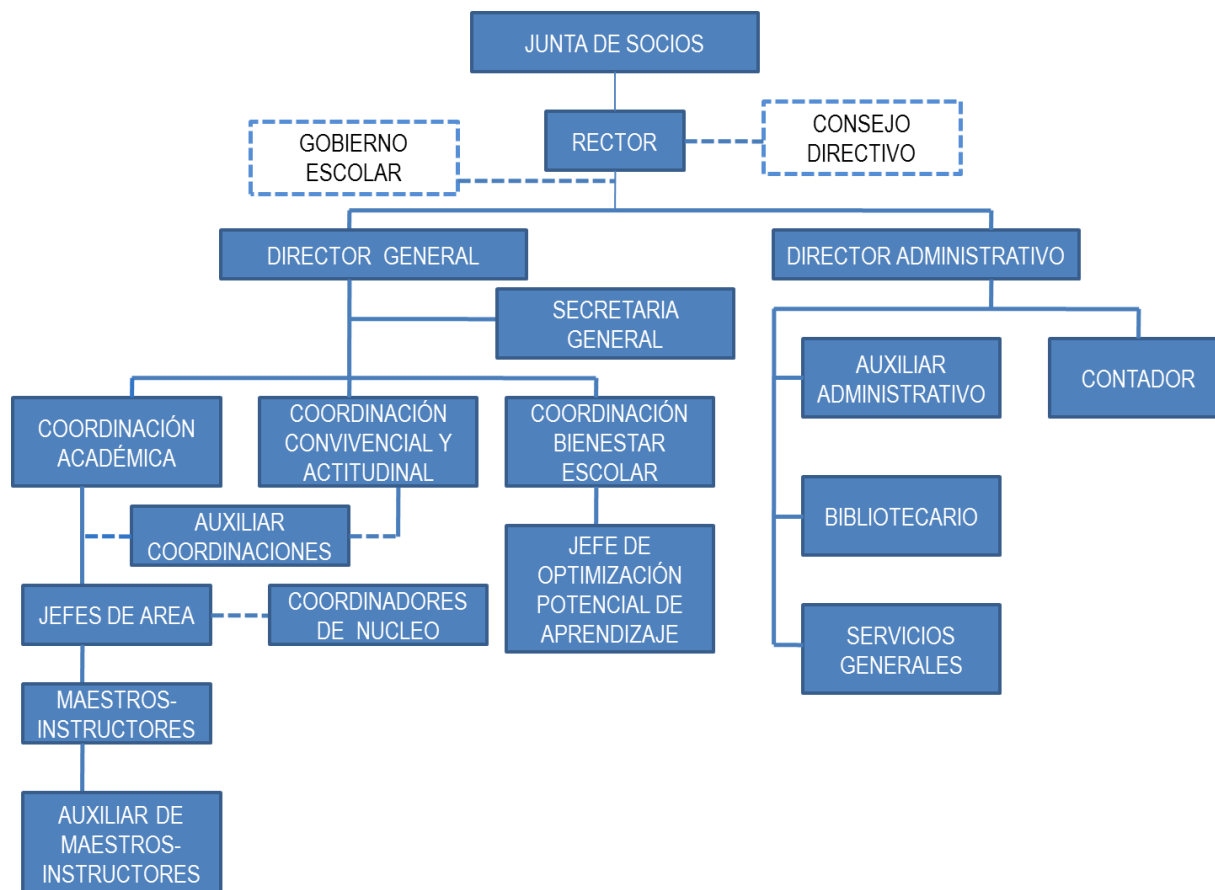 JUNTA DE SOCIOS
GOBIERNO
ESCOLAR
RECTOR
CONSEJO
DIRECTIVO
DIRECTOR GENERAL
DIRECTOR ADMINISTRATIVO
SECRETARIA
GENERAL
AUXILIAR
ADMINISTRATIVO
CONTADOR
COORDINACIÓN
ACADÉMICA
COORDINACIÓN
CONVIVENCIAL Y
ACTITUDINAL
COORDINACIÓN
BIENESTAR
ESCOLAR
BIBLIOTECARIO
AUXILIAR
COORDINACIONES
JEFE DE
OPTIMIZACIÓN
POTENCIAL DE
APRENDIZAJE
JEFES DE AREA
COORDINADORES
DE NUCLEO
SERVICIOS
GENERALES
MAESTROS-
INSTRUCTORES
AUXILIAR DE
MAESTROS-
INSTRUCTORES